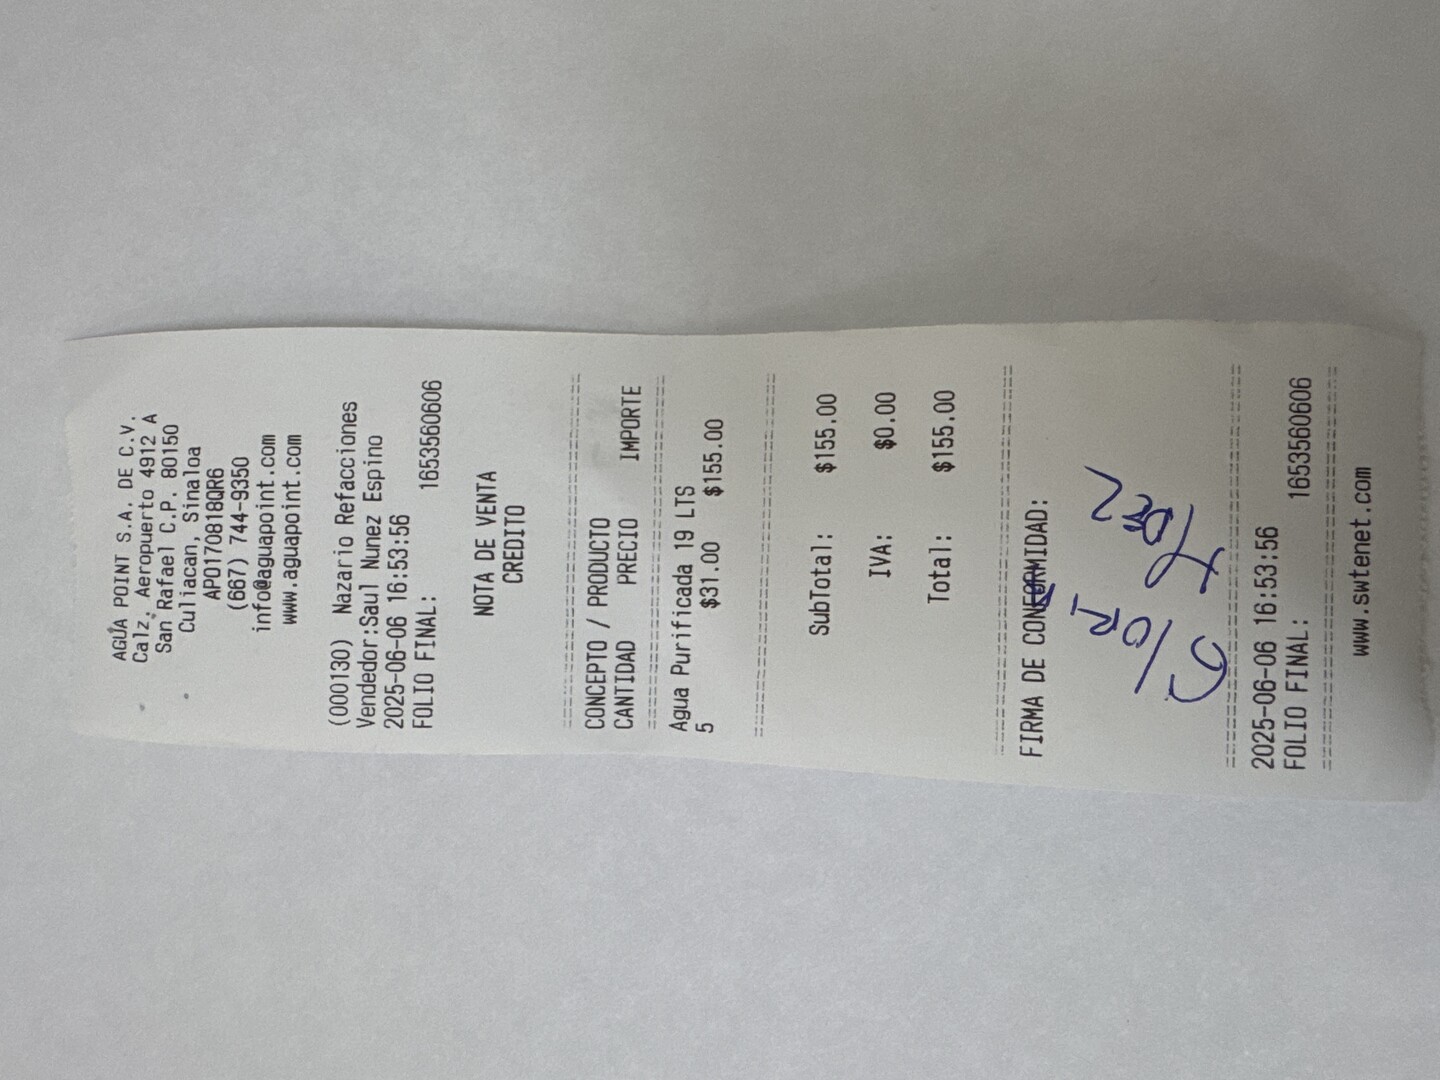 AGUA POINT S.A. DE C.V.
Calz. Aeropuerto 4912 A
San Rafael C.P. 80150
Culiacan, Sinaloa
APO170818QR6
(667) 744-9350
info@aguapoint.com
www.aguapoint.com
(000130) Nazario Refacciones
Vendedor:Saul Nunez Espino
2025-06-06 16:53:56
FOLIO FINAL: 1653560606
NOTA DE VENTA
CREDITO
CONCEPTO / PRODUCTO
CANTIDAD PRECIO IMPORTE
Agua Purificada 19 LTS
5 $31.00 $155.00
SubTotal: $155.00
IVA: $0.00
Total: $155.00
FIRMA DE CONFORMIDAD:
2025-06-06 16:53:56
FOLIO FINAL: 1653560606
www.swtenet.com